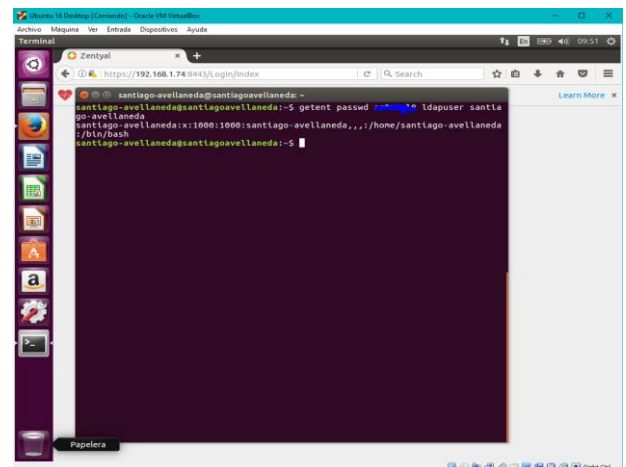 Ubuntu 16 Desktop [Corriendo] - Oracle VM VirtualBox
Archivo Máquina Ver Entrada Dispositivos Ayuda
Terminal
En
09:51
Zentyal
https://192.168.1.74:8443/Login/Index
Search
Learn More
santiago-avellaneda@santiagoavellaneda: ~
santiago-avellaneda@santiagoavellaneda:~$ getent passwd ldapuser santia
go-avellaneda
santiago-avellaneda:x:1000:1000:santiago-avellaneda,,,:/home/santiago-avellaneda
:/bin/bash
santiago-avellaneda@santiagoavellaneda:~$
Papelera